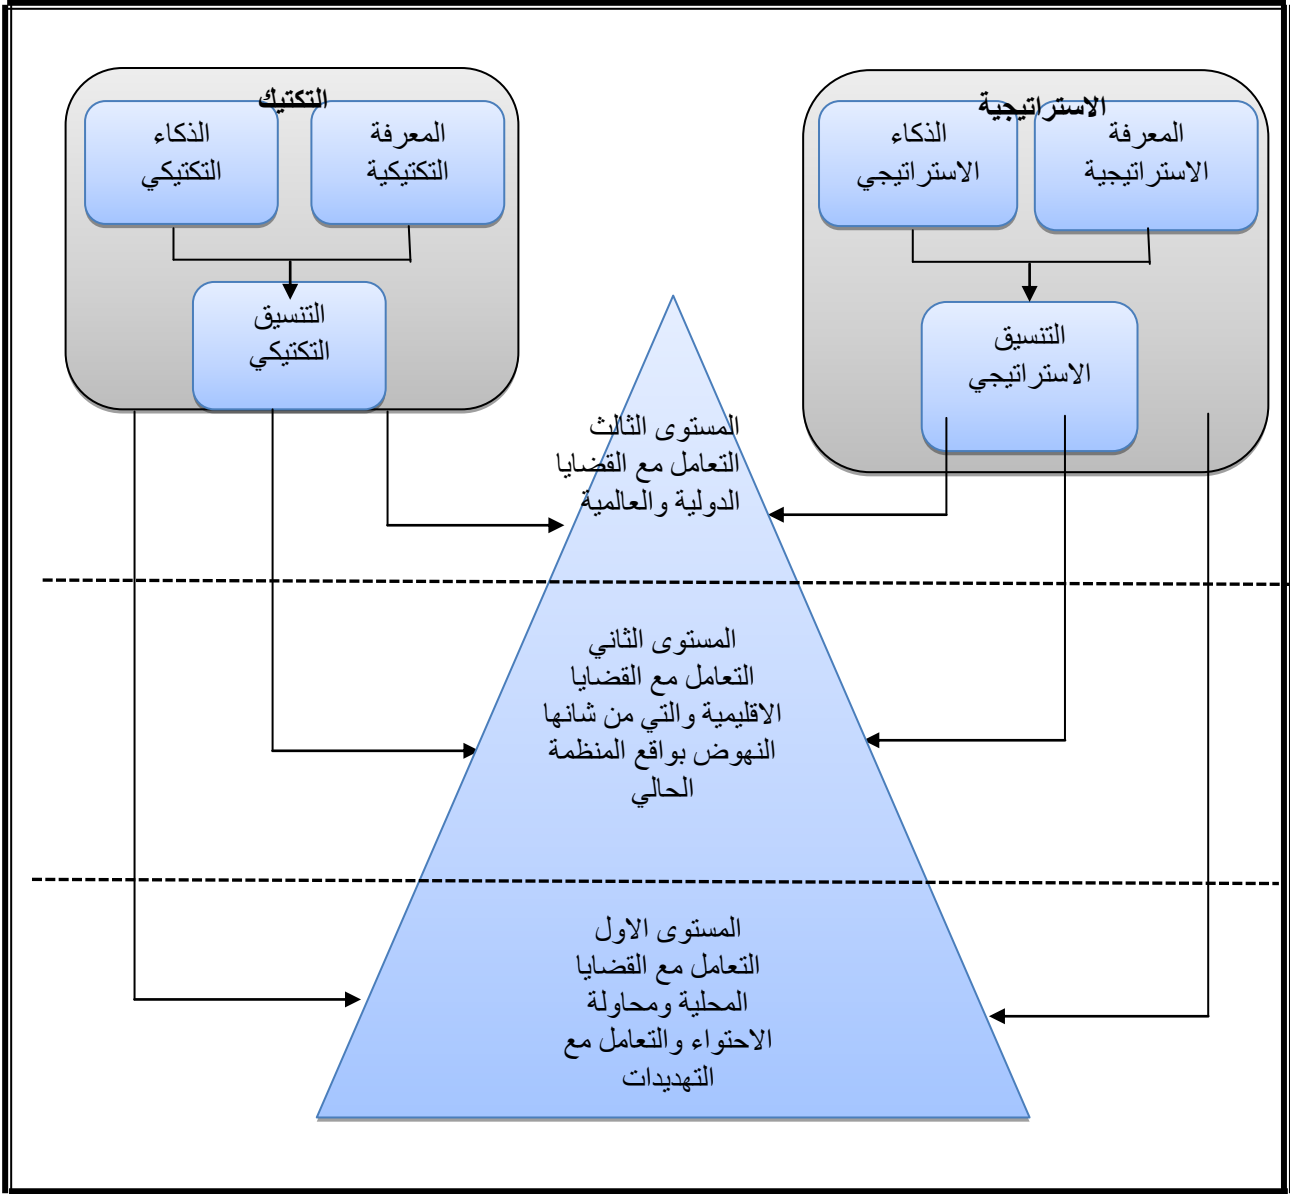 الاستراتيجية
المعرفة
الاستراتيجية
الذكاء
الاستراتيجي
التنسيق
الاستراتيجي
التكتيك
المعرفة
التكتيكية
الذكاء
التكتيكي
التنسيق
التكتيكي
المستوى الثالث
التعامل مع القضايا
الدولية والعالمية
المستوى الثاني
التعامل مع القضايا
الاقليمية والتي من شانها
النهوض بواقع المنظمة
الحالي
المستوى الاول
التعامل مع القضايا
المحلية ومحاولة
الاحتواء والتعامل مع
التهديدات